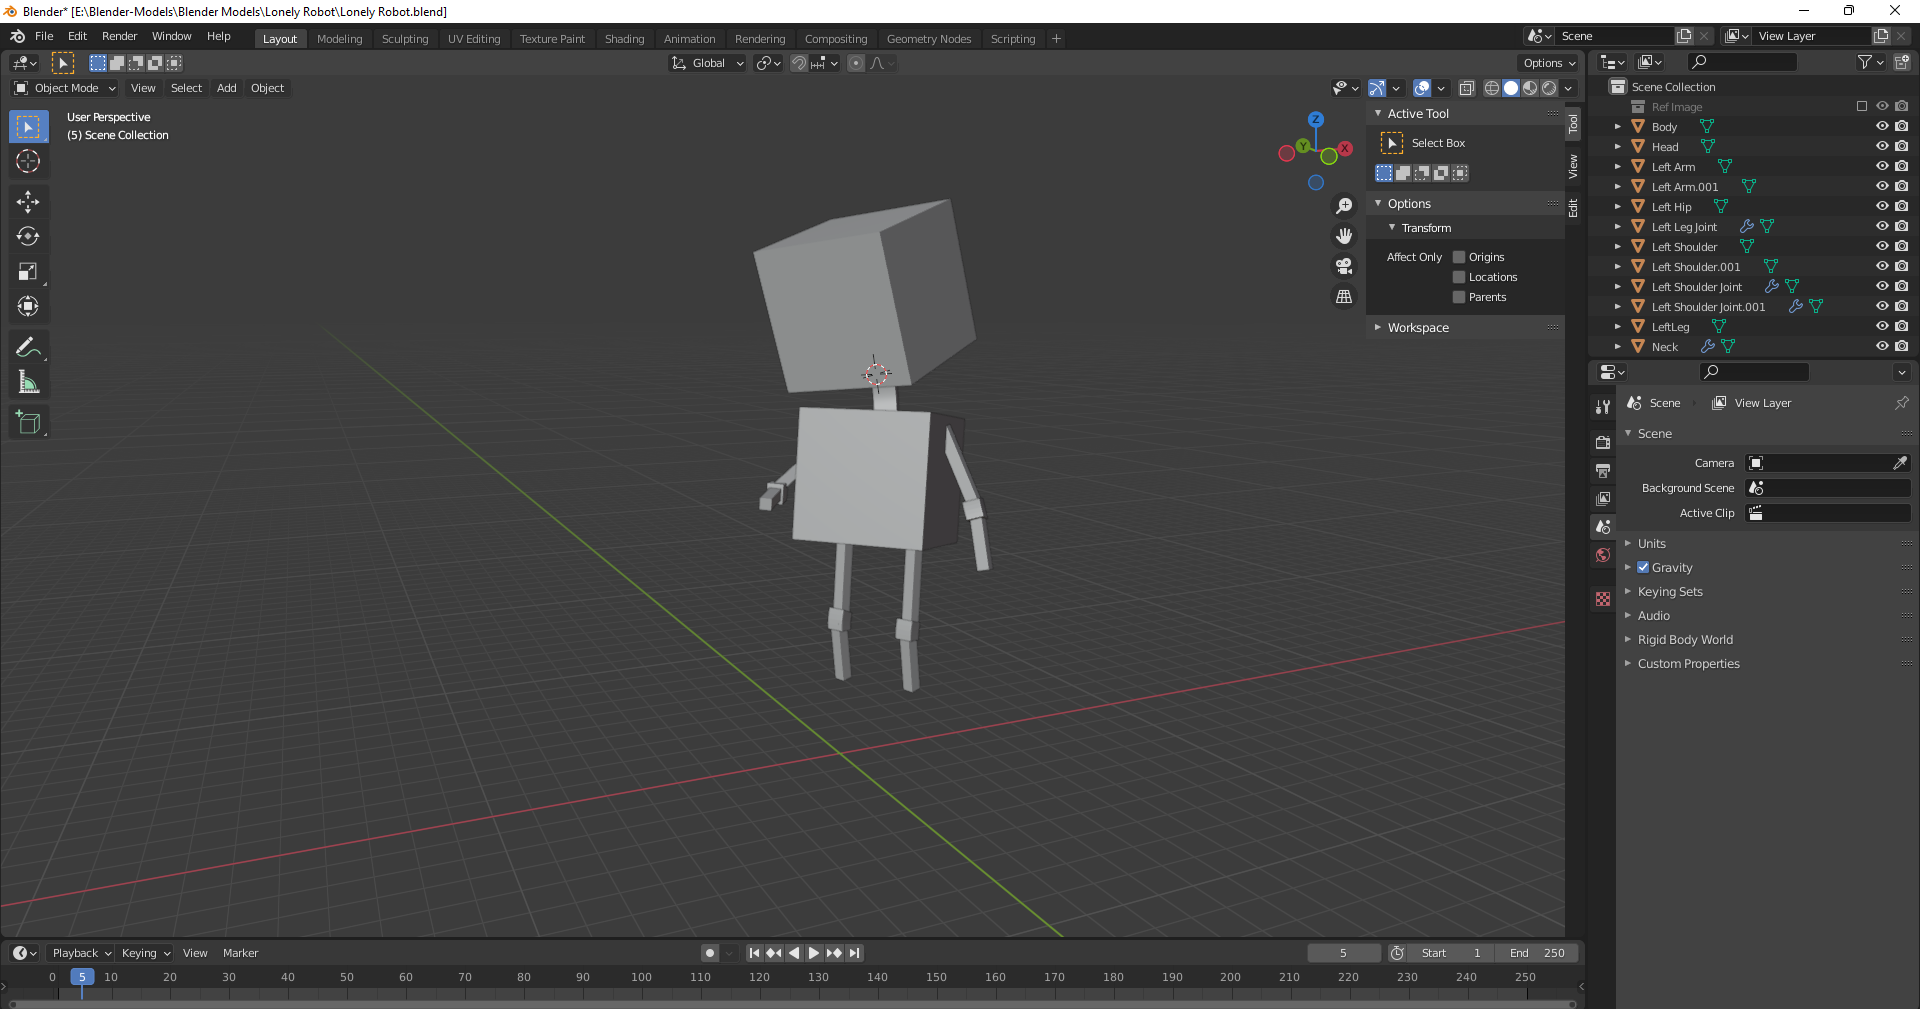 Blender* [E:\Blender-Models\Blender Models\Lonely Robot\Lonely Robot.blend]
File Edit Render Window Help Layout Modeling Sculpting UV Editing Texture Paint Shading Animation Rendering Compositing Geometry Nodes Scripting + Scene View Layer
Global Options
Object Mode View Select Add Object
User Perspective
(5) Scene Collection
Z
Y
X
Active Tool
Select Box
Options
Transform
Affect Only Origins
Locations
Parents
Workspace
Tool
View
Edit
Scene Collection
Ref Image
Body
Head
Left Arm
Left Arm.001
Left Hip
Left Leg Joint
Left Shoulder
Left Shoulder.001
Left Shoulder Joint
Left Shoulder Joint.001
LeftLeg
Neck
Scene View Layer
Scene
Camera
Background Scene
Active Clip
Units
Gravity
Keying Sets
Audio
Rigid Body World
Custom Properties
Playback Keying View Marker 5 Start 1 End 250
0 5 10 20 30 40 50 60 70 80 90 100 110 120 130 140 150 160 170 180 190 200 210 220 230 240 250